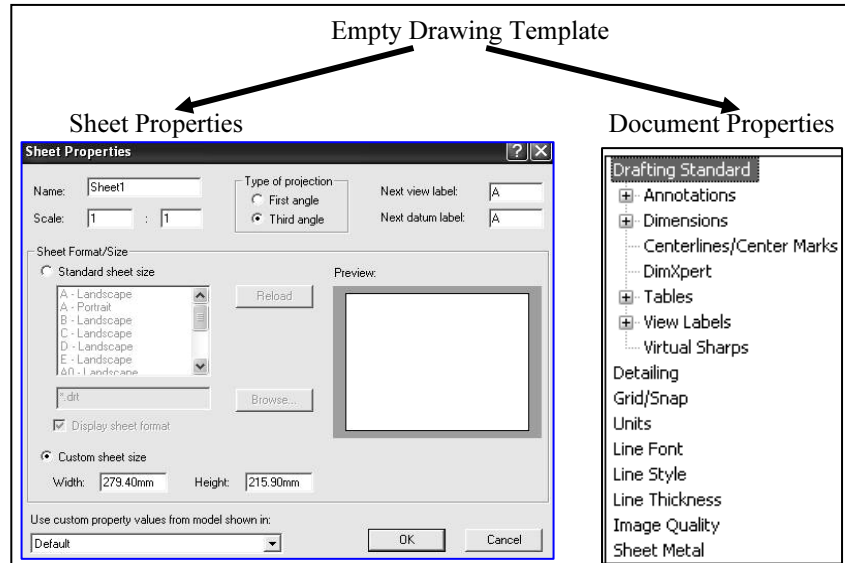 Empty Drawing Template
Sheet Properties
Document Properties
Sheet Properties
Name: Sheet1
Scale: 1 : 1
Type of projection
First angle
Third angle
Next view label: A
Next datum label: A
Sheet Format/Size
Standard sheet size
A - Landscape
A - Portrait
B - Landscape
C - Landscape
D - Landscape
E - Landscape
A0 - Landscape
Reload
*.drt
Browse...
Display sheet format
Custom sheet size
Width: 279.40mm Height: 215.90mm
Preview:
Use custom property values from model shown in:
Default
OK
Cancel
Drafting Standard
Annotations
Dimensions
Centerlines/Center Marks
DimXpert
Tables
View Labels
Virtual Sharps
Detailing
Grid/Snap
Units
Line Font
Line Style
Line Thickness
Image Quality
Sheet Metal